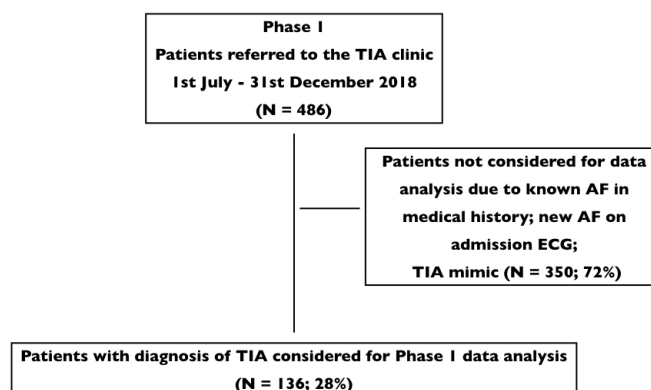 Phase I
Patients referred to the TIA clinic
1st July - 31st December 2018
(N = 486)
Patients not considered for data
analysis due to known AF in
medical history; new AF on
admission ECG;
TIA mimic (N = 350; 72%)
Patients with diagnosis of TIA considered for Phase I data analysis
(N = 136; 28%)